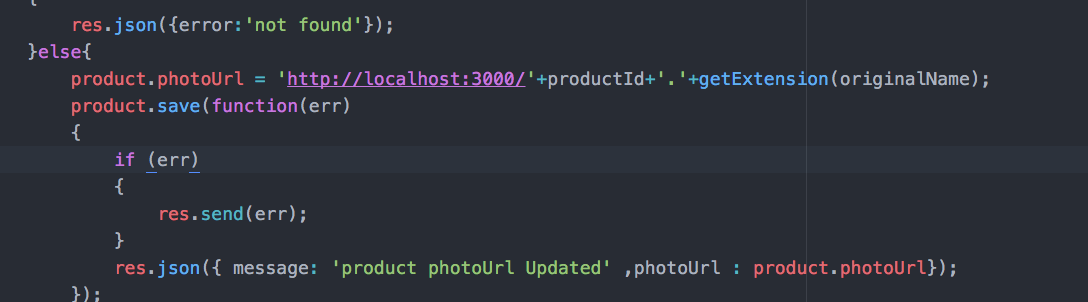 {
res.json({error:'not found'});
}else{
product.photoUrl = 'http://localhost:3000/'+productId+'.'+getExtension(originalName);
product.save(function(err)
{
if (err)
{
res.send(err);
}
res.json({ message: 'product photoUrl Updated' ,photoUrl : product.photoUrl});
});